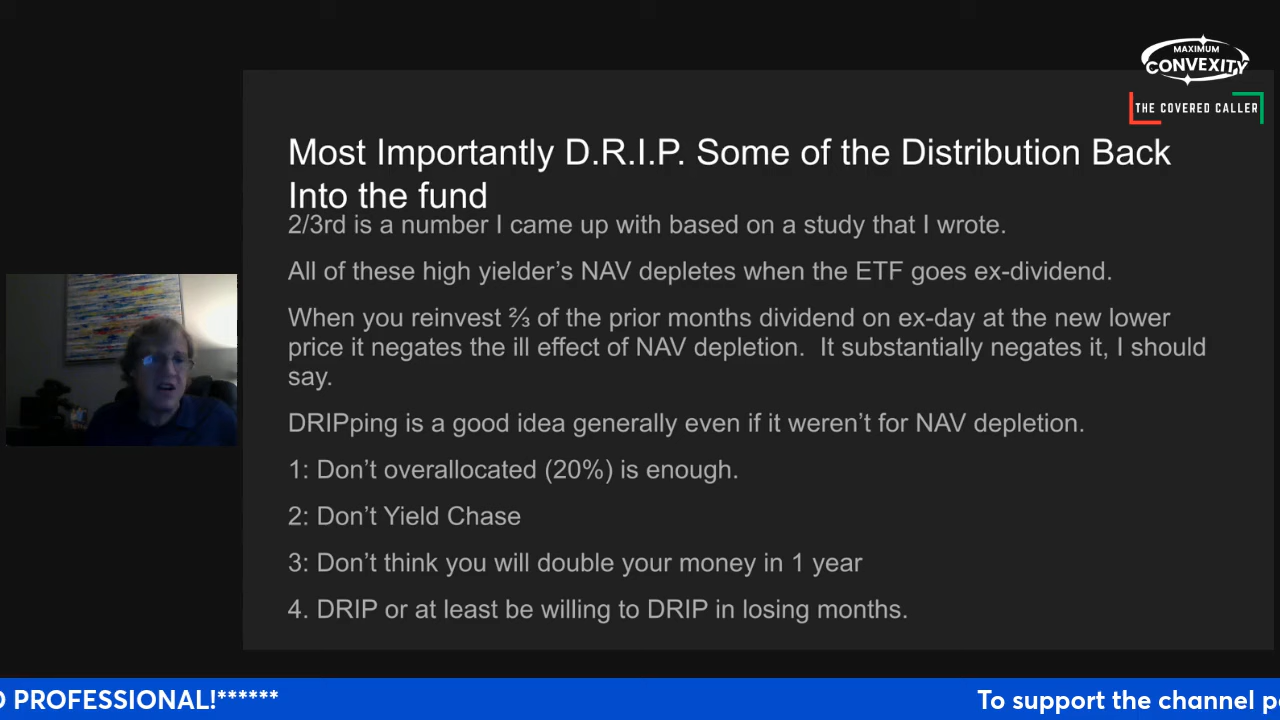 MAXIMUM
CONVEXITY
THE COVERED CALLER
Most Importantly D.R.I.P. Some of the Distribution Back
Into the fund
2/3rd is a number I came up with based on a study that I wrote.
All of these high yielder's NAV depletes when the ETF goes ex-dividend.
When you reinvest ⅔ of the prior months dividend on ex-day at the new lower
price it negates the ill effect of NAV depletion.  It substantially negates it, I should
say.
DRIPping is a good idea generally even if it weren't for NAV depletion.
1: Don't overallocated (20%) is enough.
2: Don't Yield Chase
3: Don't think you will double your money in 1 year
4. DRIP or at least be willing to DRIP in losing months.
PROFESSIONAL!****** To support the channel